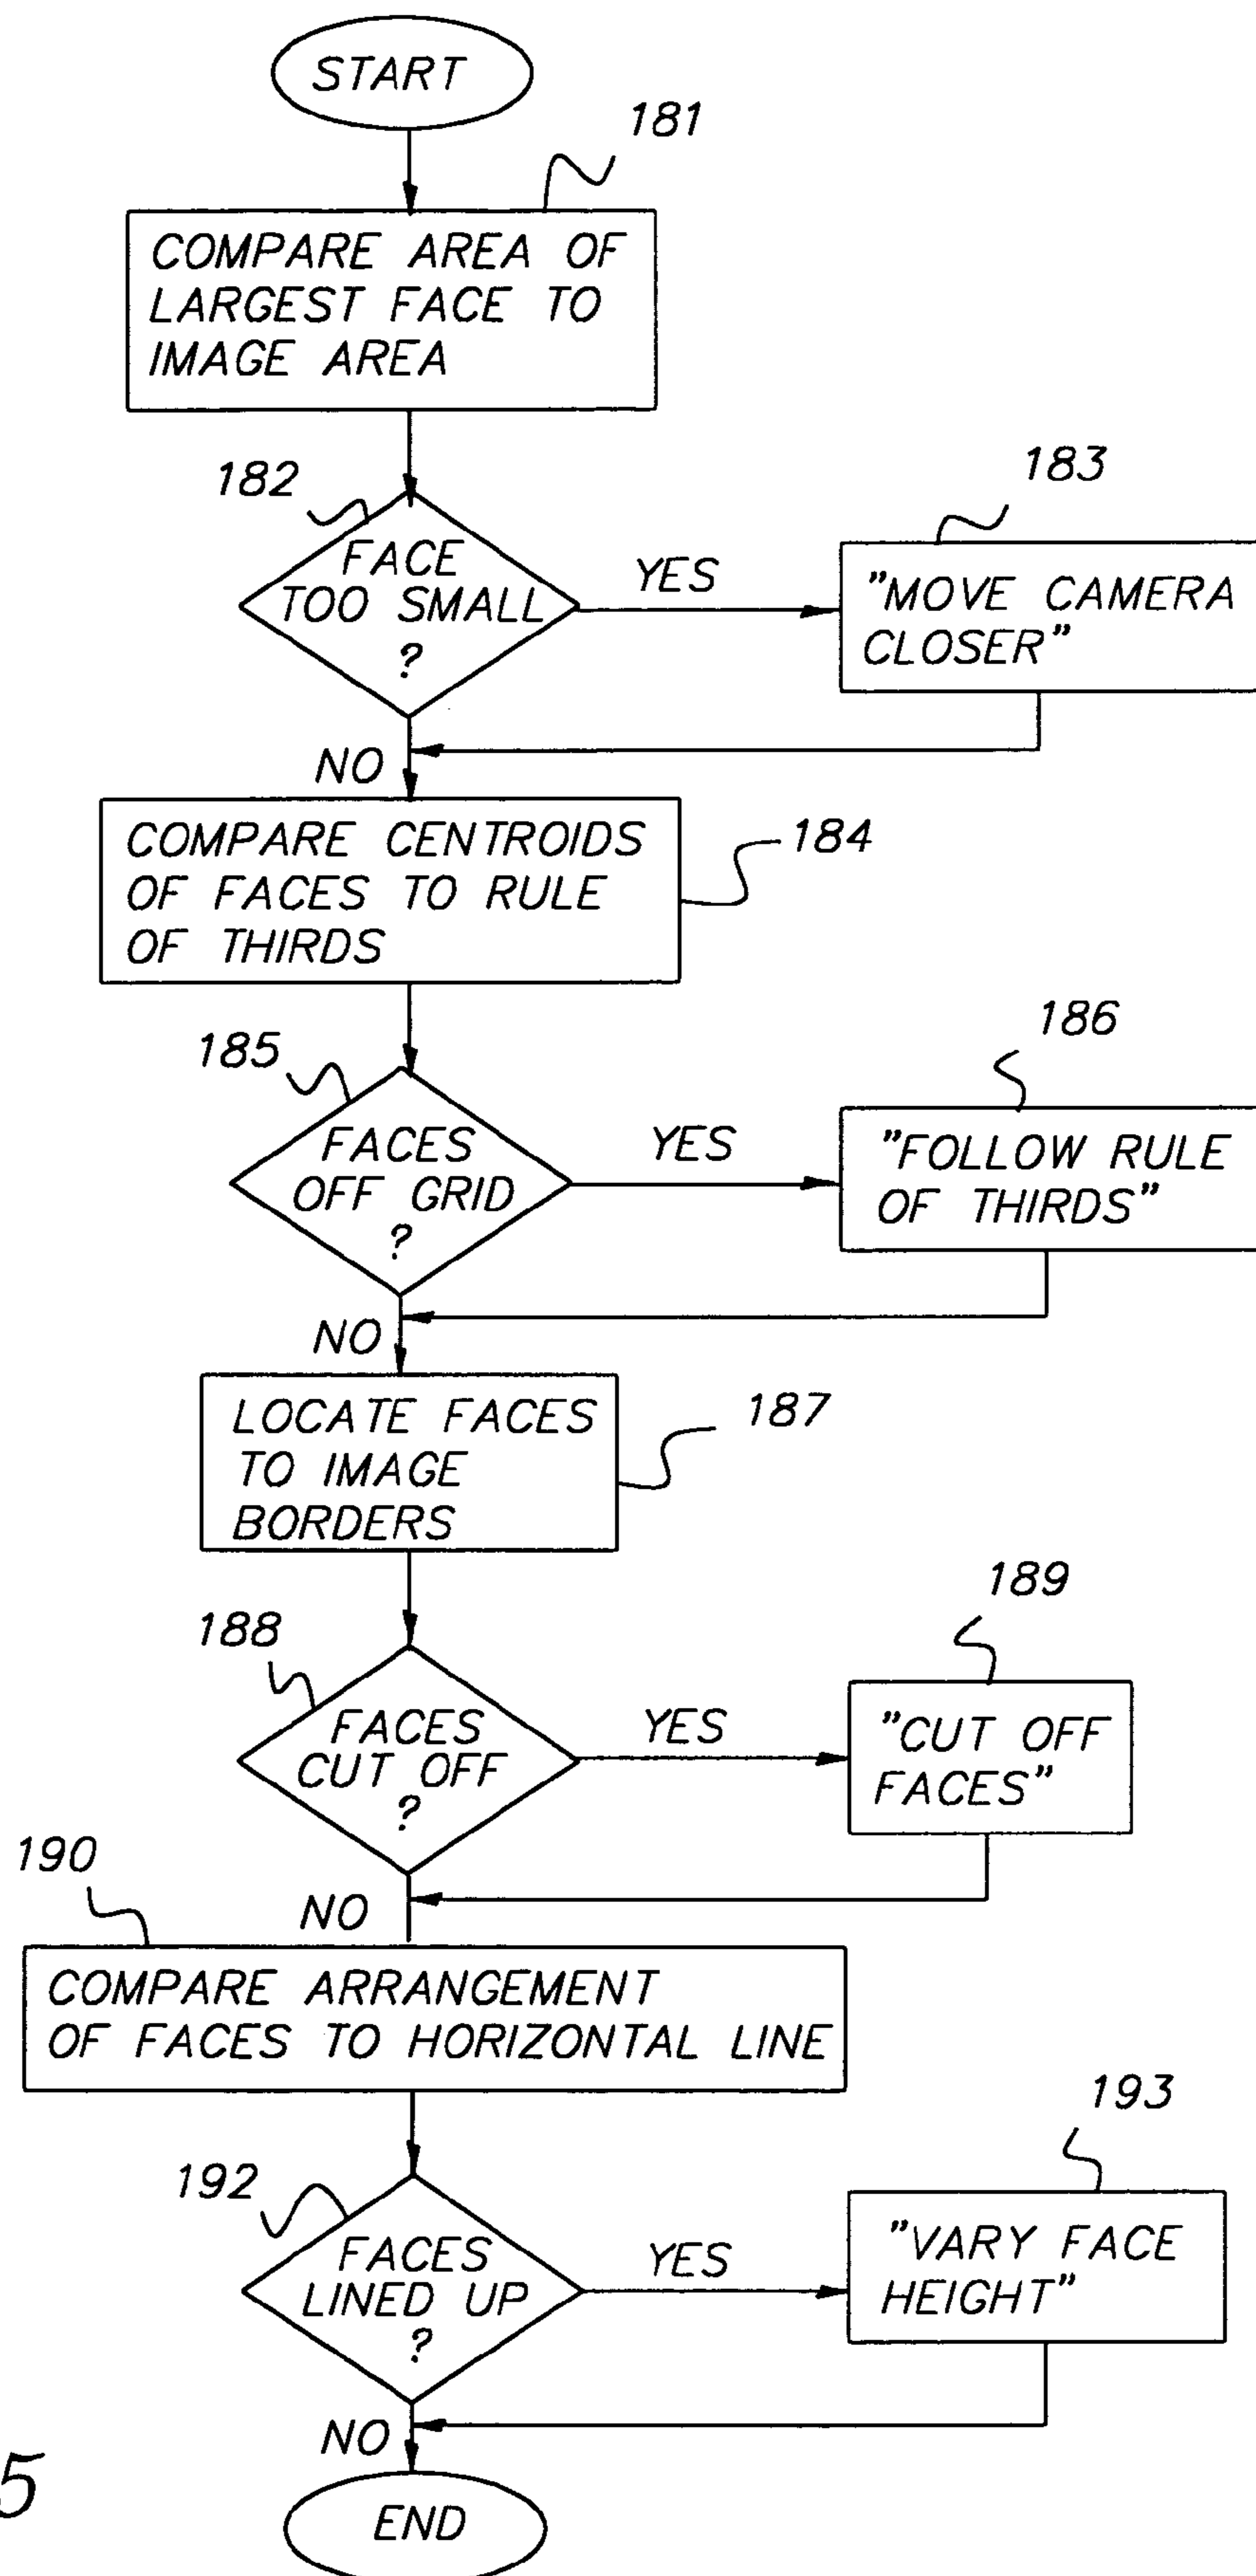 START
181
COMPARE AREA OF
LARGEST FACE TO
IMAGE AREA
182
FACE
TOO SMALL
?
YES
183
"MOVE CAMERA
CLOSER"
NO
COMPARE CENTROIDS
OF FACES TO RULE
OF THIRDS
184
185
FACES
OFF GRID
?
YES
186
"FOLLOW RULE
OF THIRDS"
NO
LOCATE FACES
TO IMAGE
BORDERS
187
188
FACES
CUT OFF
?
YES
189
"CUT OFF
FACES"
NO
190
COMPARE ARRANGEMENT
OF FACES TO HORIZONTAL LINE
192
FACES
LINED UP
?
YES
193
"VARY FACE
HEIGHT"
NO
5
END